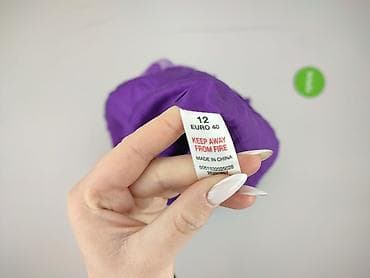 12
EURO 40
KEEP AWAY
FROM FIRE
MADE IN CHINA